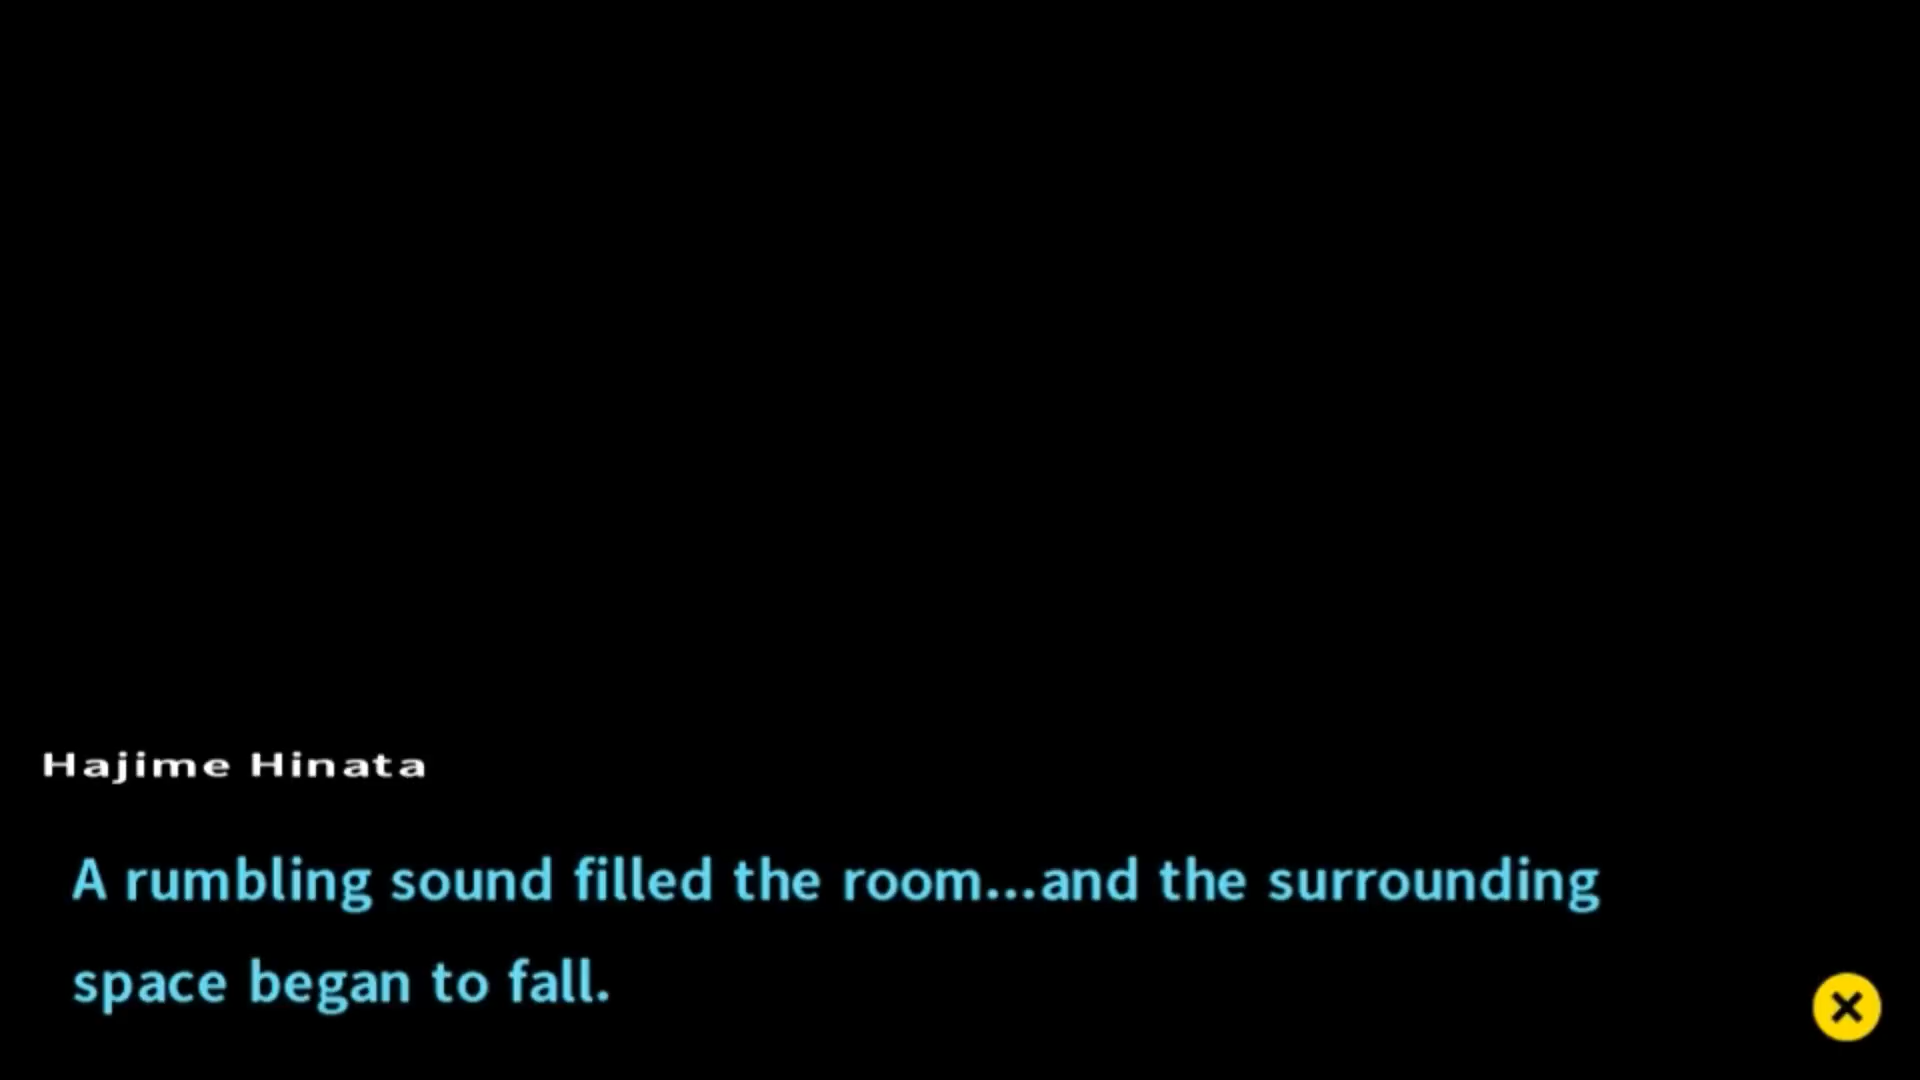 Hajime Hinata
A rumbling sound filled the room...and the surrounding
space began to fall.